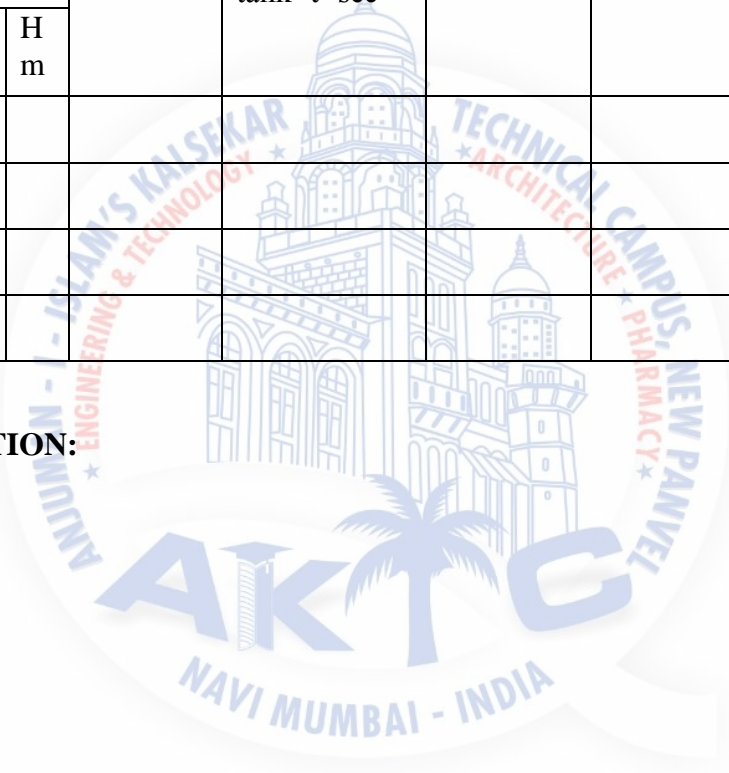 tank "t" sec
H
m
TION:
ANJUMAN - I - ISLAM'S KALSEKAR TECHNICAL CAMPUS, NEW PANVEL
★ ENGINEERING & TECHNOLOGY ★ ★ ARCHITECTURE ★ PHARMACY ★
AKTC
NAVI MUMBAI - INDIA